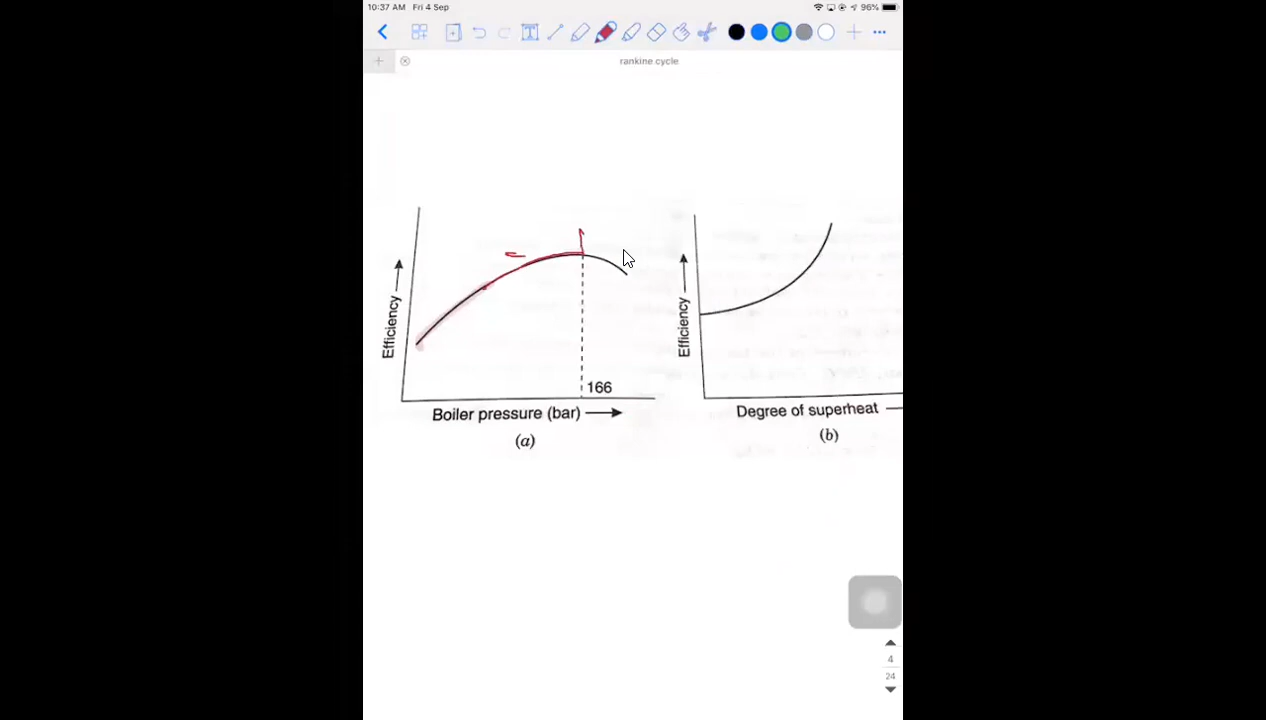 10:37 AM Fri 4 Sep
96%
rankine cycle
Efficiency
166
Boiler pressure (bar)
(a)
Efficiency
Degree of superheat
(b)
4
24